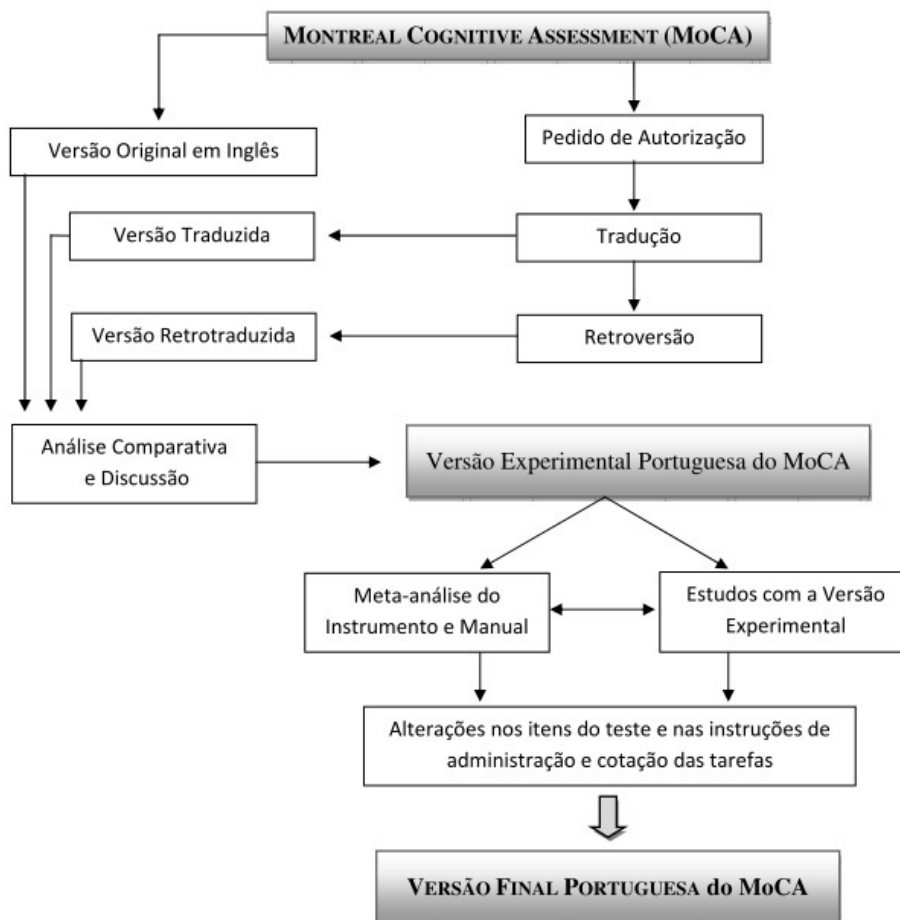 MONTREAL COGNITIVE ASSESSMENT (MoCA)
Versão Original em Inglês
Pedido de Autorização
Versão Traduzida
Tradução
Versão Retrotraduzida
Retroversão
Análise Comparativa
e Discussão
Versão Experimental Portuguesa do MoCA
Meta-análise do
Instrumento e Manual
Estudos com a Versão
Experimental
Alterações nos itens do teste e nas instruções de
administração e cotação das tarefas
VERSÃO FINAL PORTUGUESA do MoCA